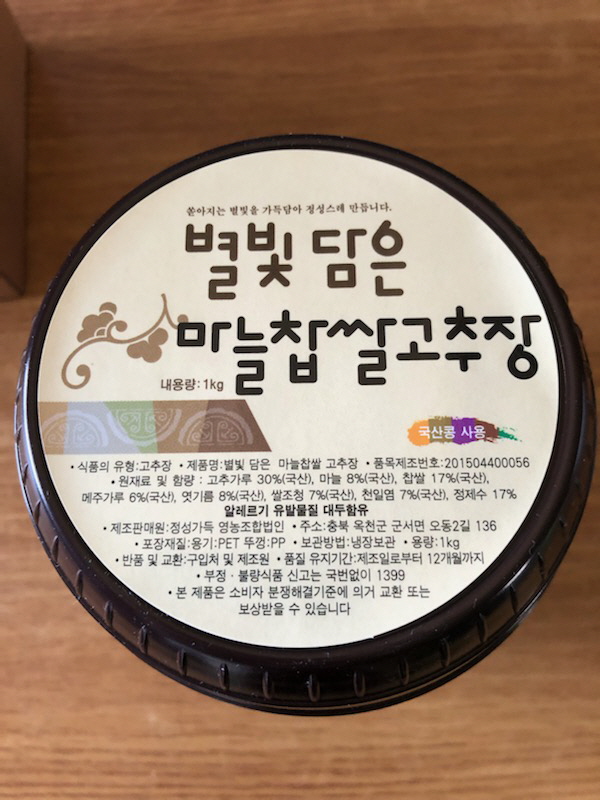 쏟아지는 별빛을 가득담아 정성스레 만듭니다.
별빛 담은
마늘찹쌀고추장
내용량: 1kg
국산콩 사용
• 식품의 유형:고추장 • 제품명:별빛 담은 마늘찹쌀 고추장 • 품목제조번호:201504400056
• 원재료 및 함량 : 고추가루 30%(국산), 마늘 8%(국산), 찹쌀 17%(국산),
메주가루 6%(국산), 엿기름 8%(국산), 쌀조청 7%(국산), 천일염 7%(국산), 정제수 17%
알레르기 유발물질 대두함유
• 제조판매원:정성가득 영농조합법인 • 주소:충북 옥천군 군서면 오동2길 136
• 포장재질:용기:PET 뚜껑:PP • 보관방법:냉장보관 • 용량:1kg
• 반품 및 교환:구입처 및 제조원 • 품질 유지기간:제조일로부터 12개월까지
• 부정 · 불량식품 신고는 국번없이 1399
• 본 제품은 소비자 분쟁해결기준에 의거 교환 또는
보상받을 수 있습니다